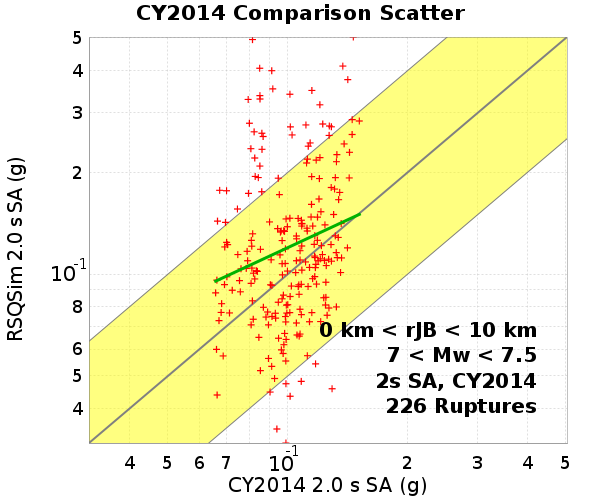 CY2014 Comparison Scatter
RSQSim 2.0 s SA (g)
5
4
3
2
10⁻¹
8
6
5
4
0 km < rJB < 10 km
7 < Mw < 7.5
2s SA, CY2014
226 Ruptures
4 5 6 7 10⁻¹ 2 3 4 5
CY2014 2.0 s SA (g)